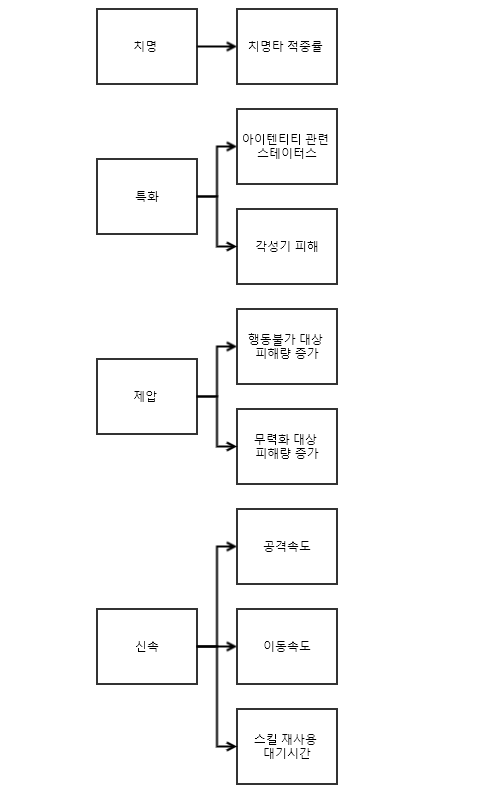 치명
치명타 적중률
특화
아이텐티티 관련
스테이터스
각성기 피해
제압
행동불가 대상
피해량 증가
무력화 대상
피해량 증가
신속
공격속도
이동속도
스킬 재사용
대기시간